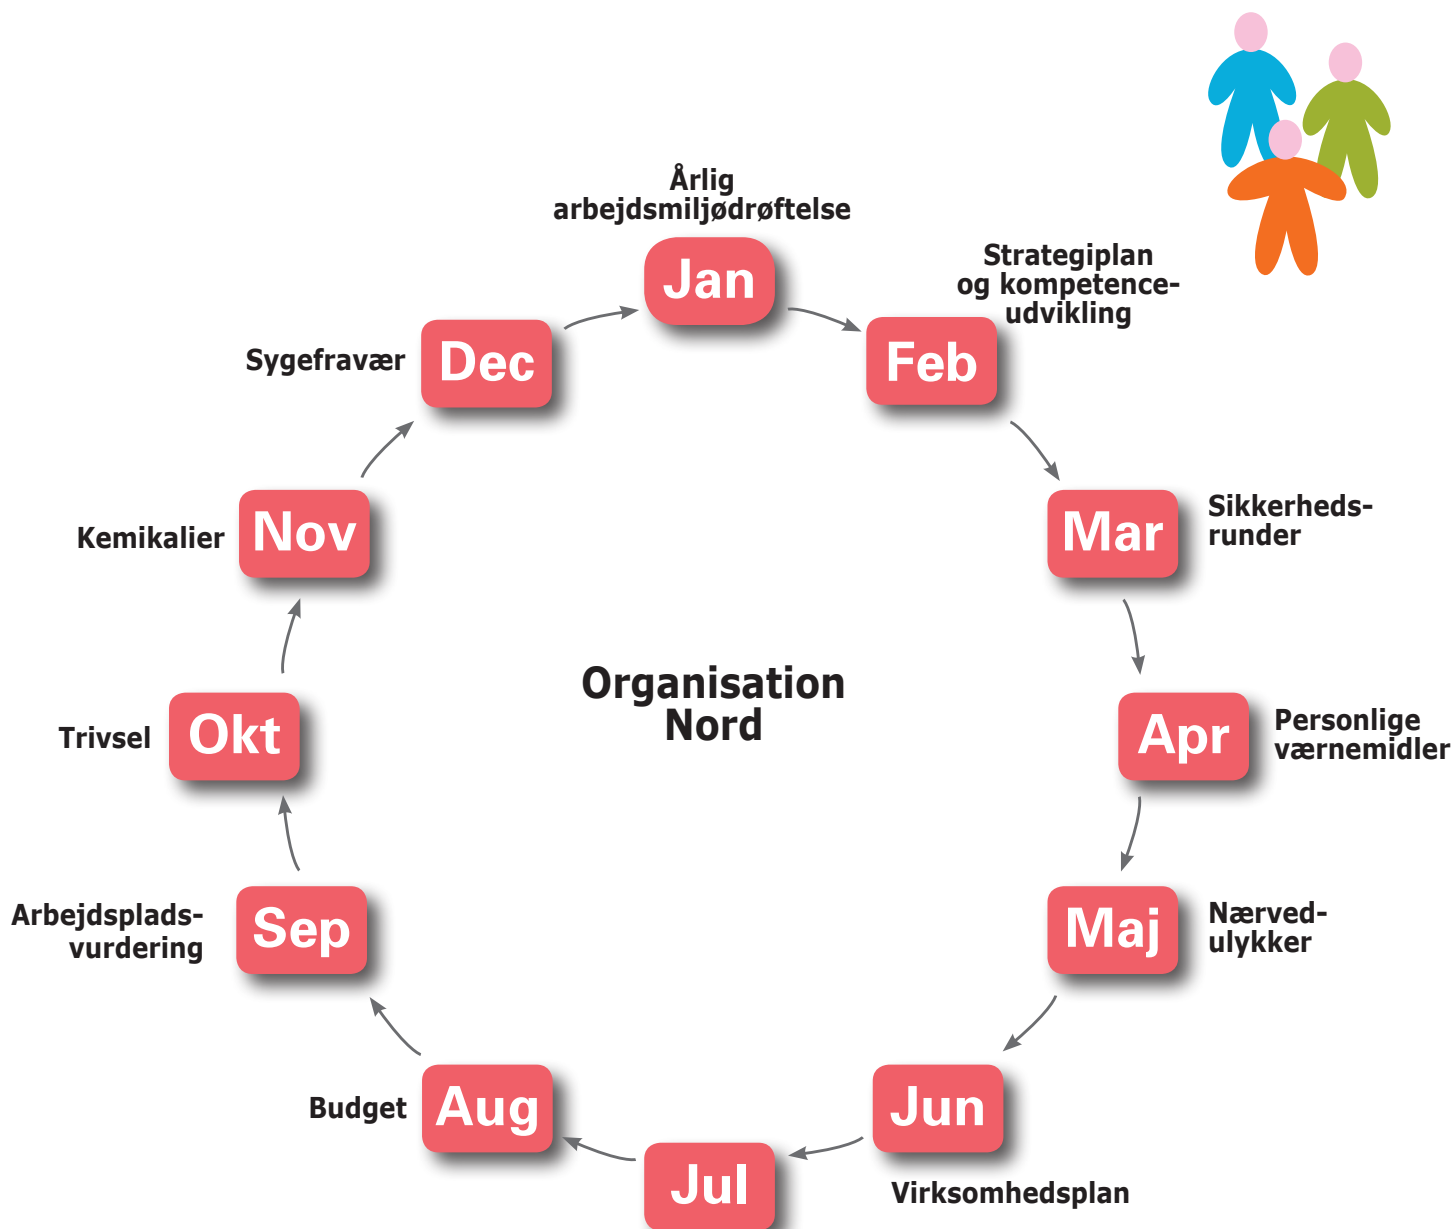 Årlig
arbejdsmiljødrøftelse
Jan
Strategiplan
og kompetence-
udvikling
Feb
Sikkerheds-
runder
Mar
Personlige
værnemidler
Apr
Nærved-
ulykker
Maj
Jun
Virksomhedsplan
Jul
Budget
Aug
Arbejdsplads-
vurdering
Sep
Trivsel
Okt
Kemikalier
Nov
Sygefravær
Dec
Organisation
Nord